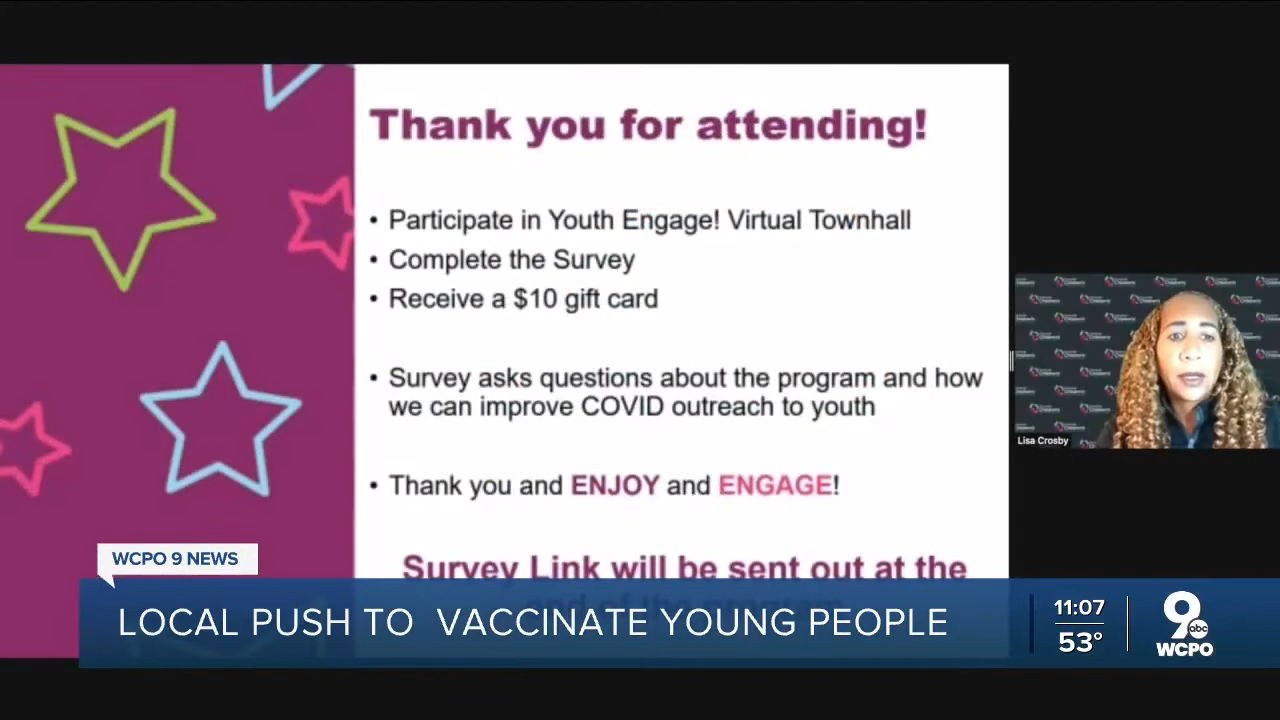 Thank you for attending!
• Participate in Youth Engage! Virtual Townhall
• Complete the Survey
• Receive a $10 gift card
• Survey asks questions about the program and how
we can improve COVID outreach to youth
• Thank you and ENJOY and ENGAGE!
Survey Link will be sent out at the
Lisa Crosby
WCPO 9 NEWS
LOCAL PUSH TO VACCINATE YOUNG PEOPLE
11:07
53°
9
abc
WCPO